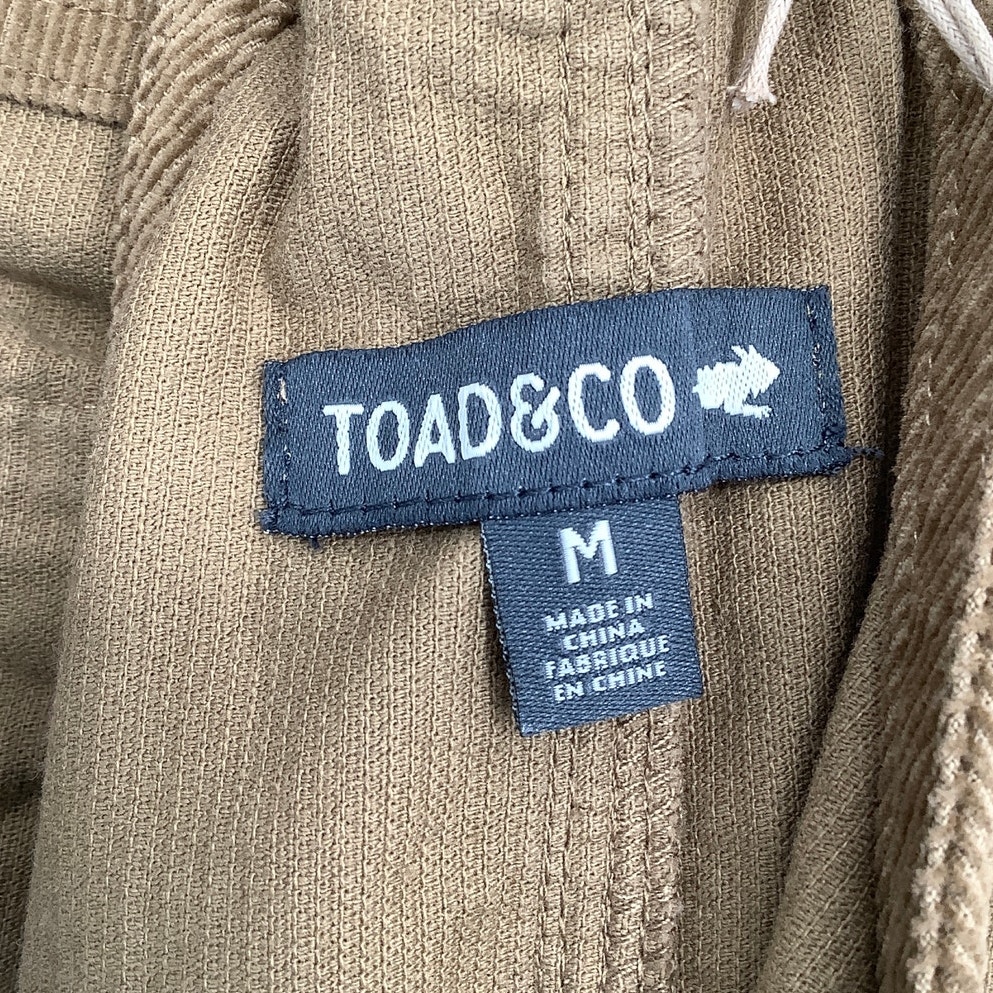 TOAD&CO
M
MADE IN
CHINA
FABRIQUE
EN CHINE